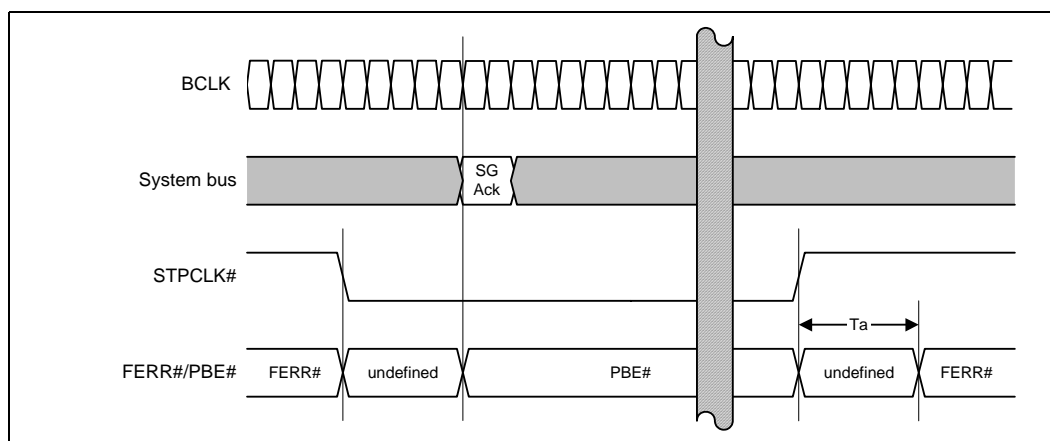 BCLK
System bus
SG
Ack
STPCLK#
Ta
FERR#/PBE#
FERR#
undefined
PBE#
undefined
FERR#